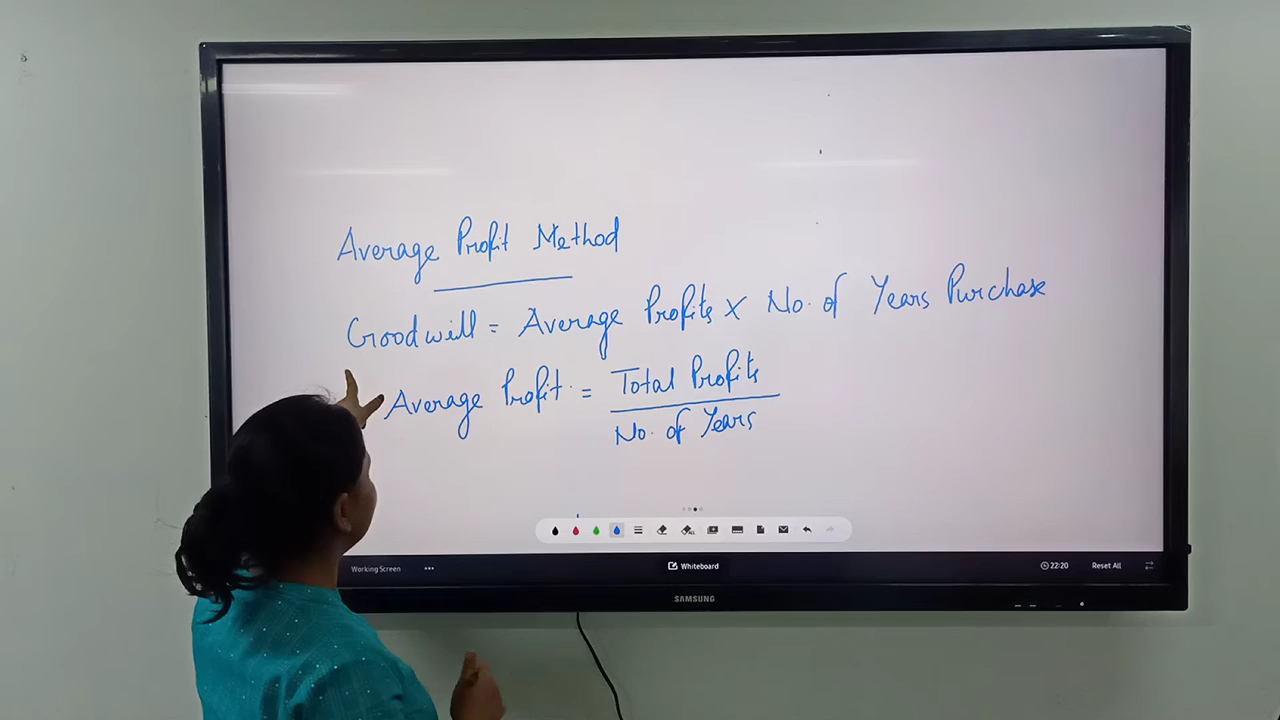 Average Profit Method
Goodwill = Average Profits × No. of Years Purchase
Average Profit = Total Profits
No. of Years
Working Screen
Whiteboard
22:20
Reset All
SAMSUNG